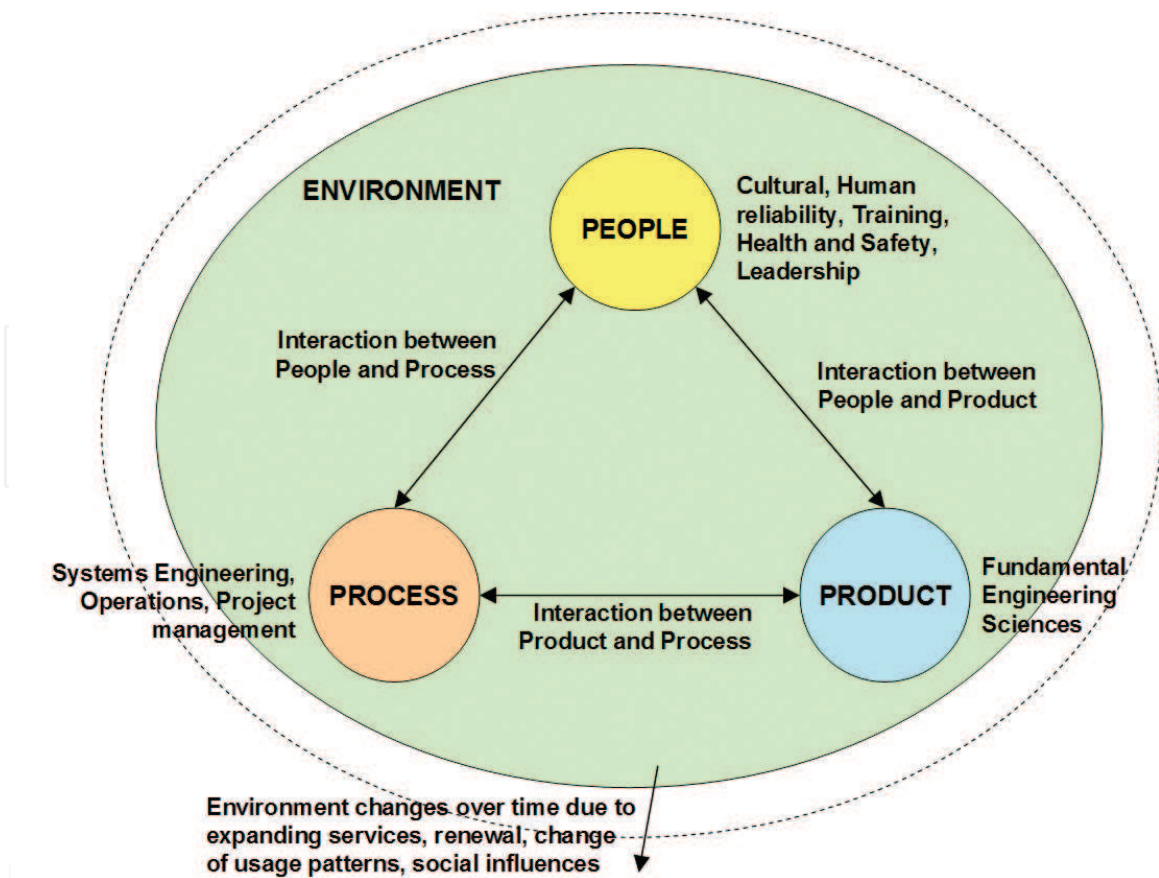 ENVIRONMENT
PEOPLE
Cultural, Human
reliability, Training,
Health and Safety,
Leadership
Interaction between
People and Process
Interaction between
People and Product
Systems Engineering,
Operations, Project
management
PROCESS
Interaction between
Product and Process
PRODUCT
Fundamental
Engineering
Sciences
Environment changes over time due to
expanding services, renewal, change
of usage patterns, social influences